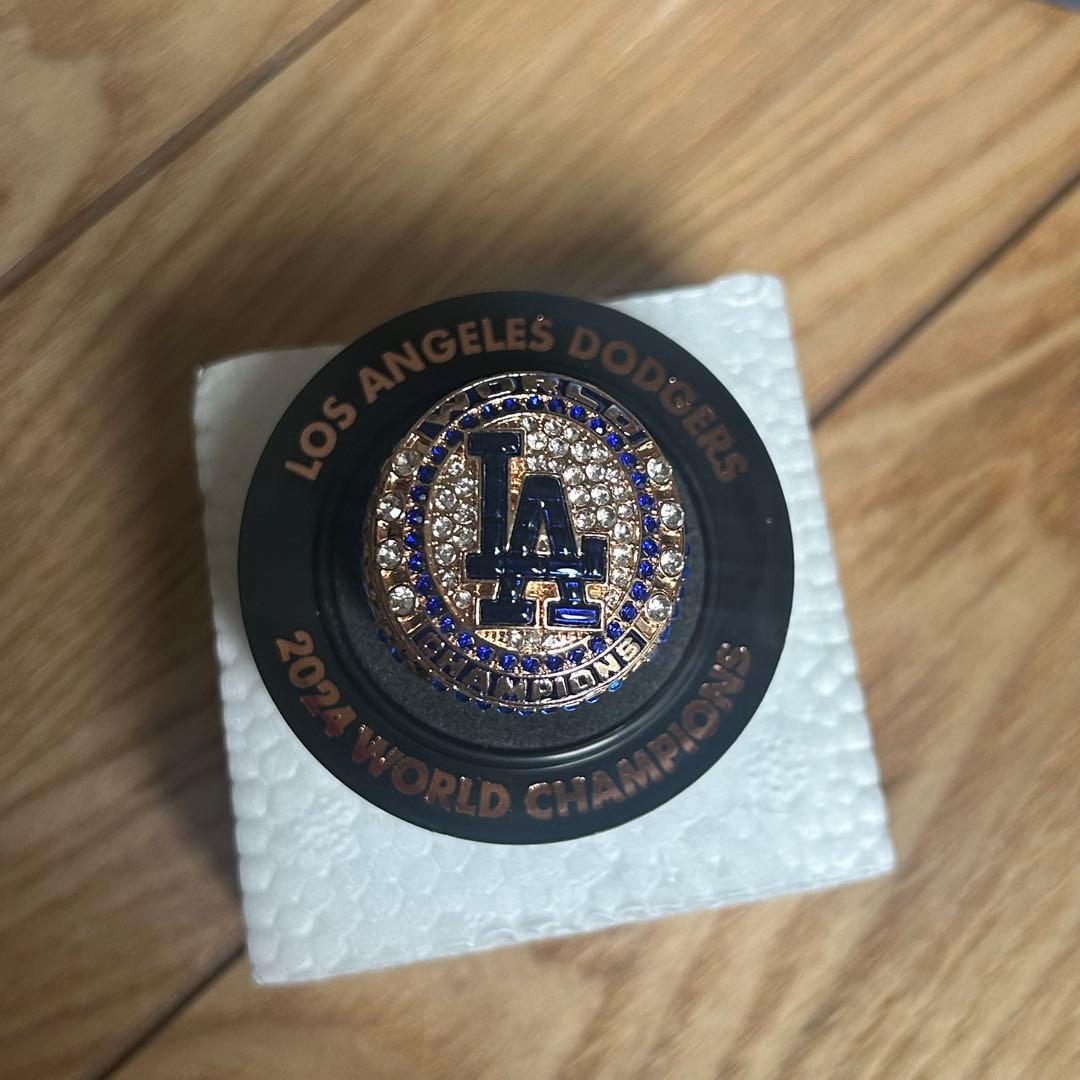 LOS ANGELES DODGERS
WORLD
LA
CHAMPIONS
2024 WORLD CHAMPIONS